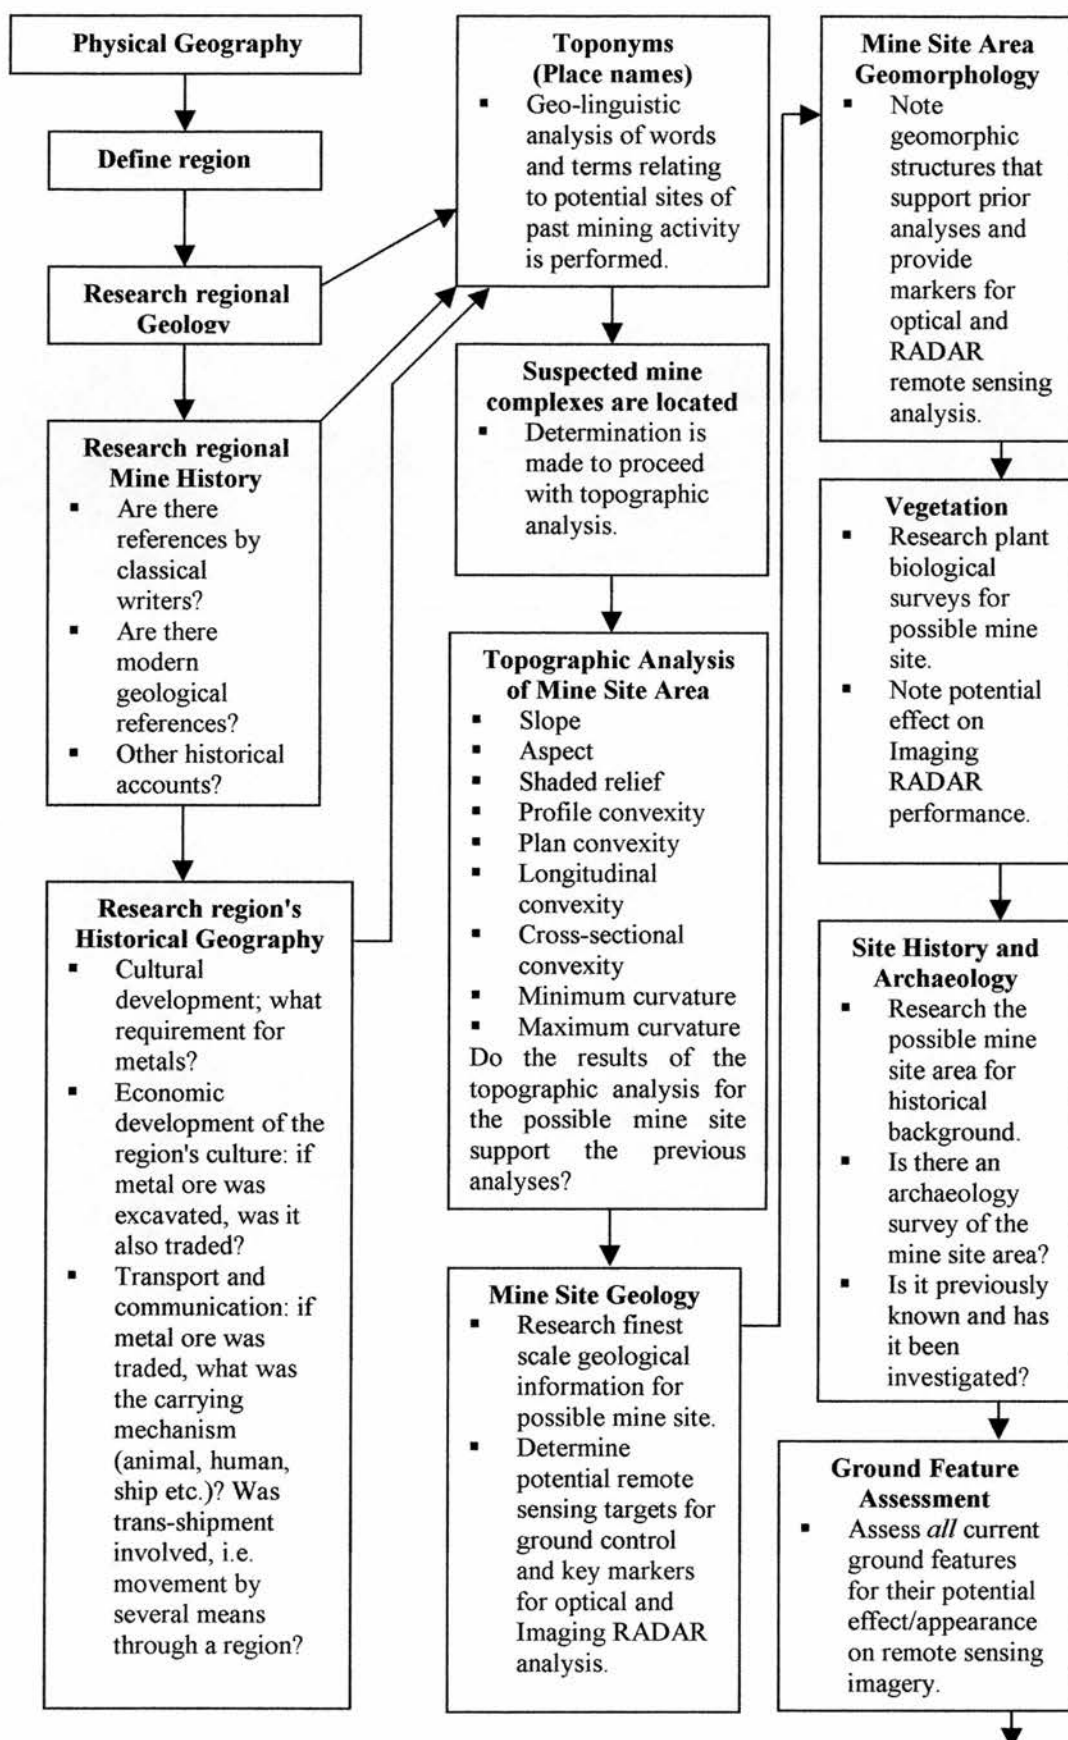 Physical Geography
Define region
Research regional
Geology
Research regional
Mine History
▪ Are there
references by
classical
writers?
▪ Are there
modern
geological
references?
▪ Other historical
accounts?
Research region's
Historical Geography
▪ Cultural
development; what
requirement for
metals?
▪ Economic
development of the
region's culture: if
metal ore was
excavated, was it
also traded?
▪ Transport and
communication: if
metal ore was
traded, what was
the carrying
mechanism
(animal, human,
ship etc.)? Was
trans-shipment
involved, i.e.
movement by
several means
through a region?
Toponyms
(Place names)
▪ Geo-linguistic
analysis of words
and terms relating
to potential sites of
past mining activity
is performed.
Suspected mine
complexes are located
▪ Determination is
made to proceed
with topographic
analysis.
Topographic Analysis
of Mine Site Area
▪ Slope
▪ Aspect
▪ Shaded relief
▪ Profile convexity
▪ Plan convexity
▪ Longitudinal
convexity
▪ Cross-sectional
convexity
▪ Minimum curvature
▪ Maximum curvature
Do the results of the
topographic analysis for
the possible mine site
support the previous
analyses?
Mine Site Geology
▪ Research finest
scale geological
information for
possible mine site.
▪ Determine
potential remote
sensing targets for
ground control
and key markers
for optical and
Imaging RADAR
analysis.
Mine Site Area
Geomorphology
▪ Note
geomorphic
structures that
support prior
analyses and
provide
markers for
optical and
RADAR
remote sensing
analysis.
Vegetation
▪ Research plant
biological
surveys for
possible mine
site.
▪ Note potential
effect on
Imaging
RADAR
performance.
Site History and
Archaeology
▪ Research the
possible mine
site area for
historical
background.
▪ Is there an
archaeology
survey of the
mine site area?
▪ Is it previously
known and has
it been
investigated?
Ground Feature
Assessment
▪ Assess all current
ground features
for their potential
effect/appearance
on remote sensing
imagery.